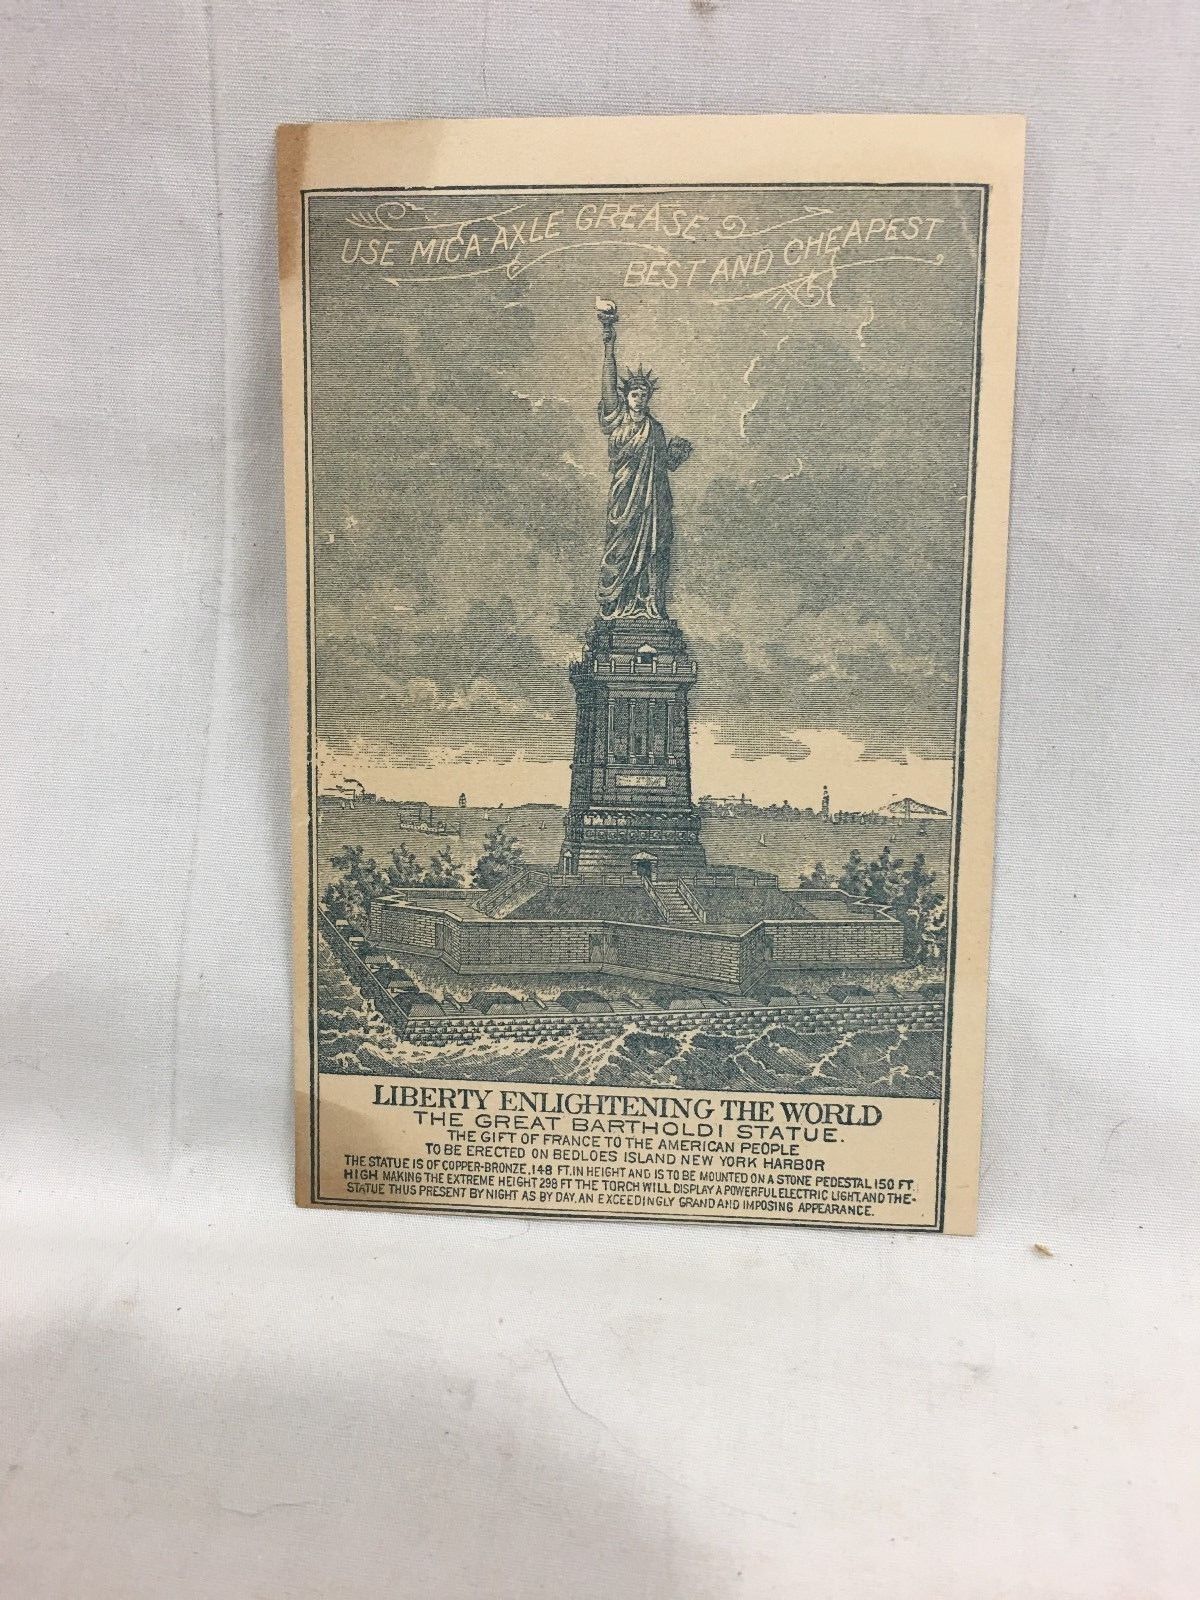 USE MICA-AXLE GREASE
BEST AND CHEAPEST
LIBERTY ENLIGHTENING THE WORLD
THE GREAT BARTHOLDI STATUE.
THE GIFT OF FRANCE TO THE AMERICAN PEOPLE
TO BE ERECTED ON BEDLOES ISLAND NEW YORK HARBOR
THE STATUE IS OF COPPER-BRONZE. 148 FT. IN HEIGHT AND IS TO BE MOUNTED ON A STONE PEDESTAL 150 FT.
HIGH MAKING THE EXTREME HEIGHT 298 FT THE TORCH WILL DISPLAY A POWERFUL ELECTRIC LIGHT, AND THE-
STATUE THUS PRESENT BY NIGHT AS BY DAY, AN EXCEEDINGLY GRAND AND IMPOSING APPEARANCE.